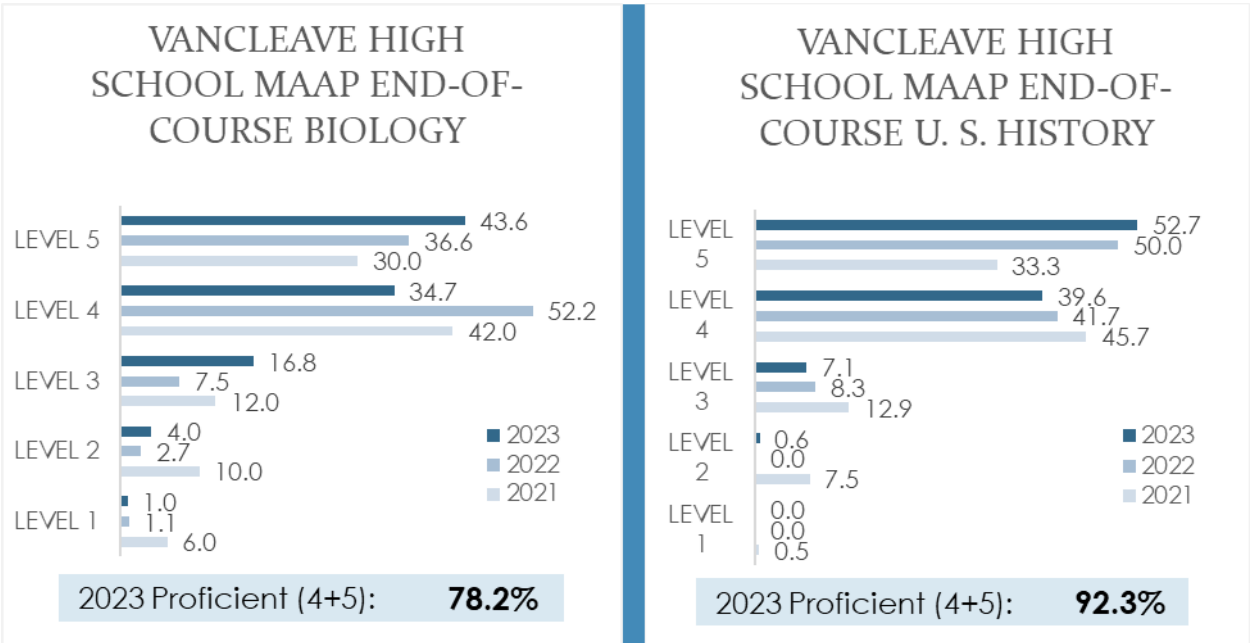 VANCLEAVE HIGH
SCHOOL MAAP END-OF-
COURSE BIOLOGY
LEVEL 5
43.6
36.6
30.0
LEVEL 4
34.7
52.2
42.0
LEVEL 3
16.8
7.5
12.0
LEVEL 2
4.0
2.7
10.0
LEVEL 1
1.0
1.1
6.0
2023
2022
2021
2023 Proficient (4+5): 78.2%
VANCLEAVE HIGH
SCHOOL MAAP END-OF-
COURSE U. S. HISTORY
LEVEL
5
52.7
50.0
33.3
LEVEL
4
39.6
41.7
45.7
LEVEL
3
7.1
8.3
12.9
LEVEL
2
0.6
0.0
7.5
LEVEL
1
0.0
0.0
0.5
2023
2022
2021
2023 Proficient (4+5): 92.3%